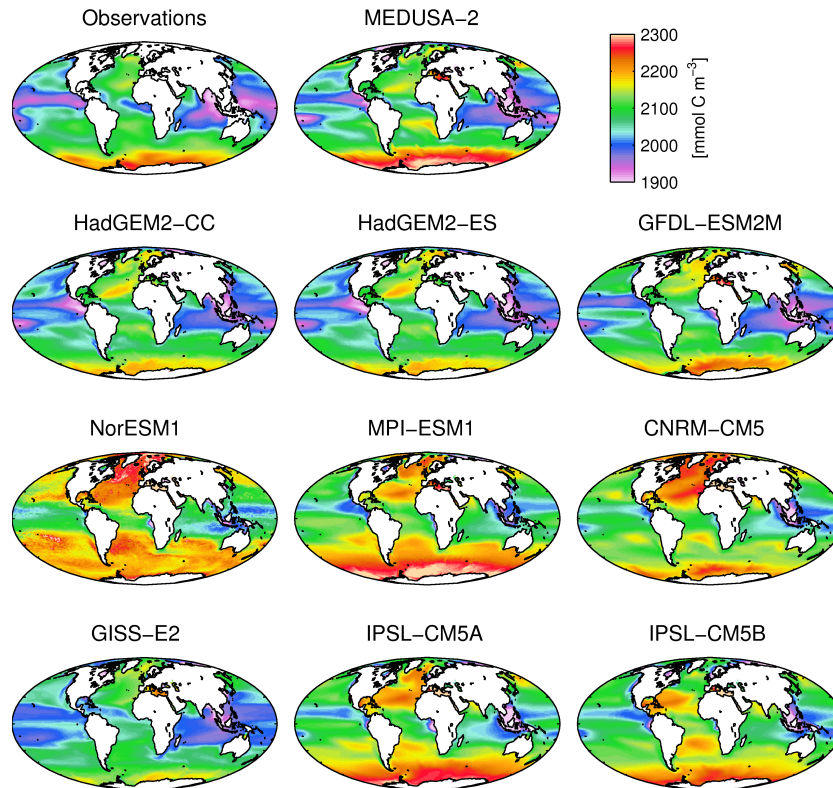 Observations
MEDUSA−2
2300
2200
2100
2000
1900
[mmol C m⁻³]
HadGEM2−CC
HadGEM2−ES
GFDL−ESM2M
NorESM1
MPI−ESM1
CNRM−CM5
GISS−E2
IPSL−CM5A
IPSL−CM5B